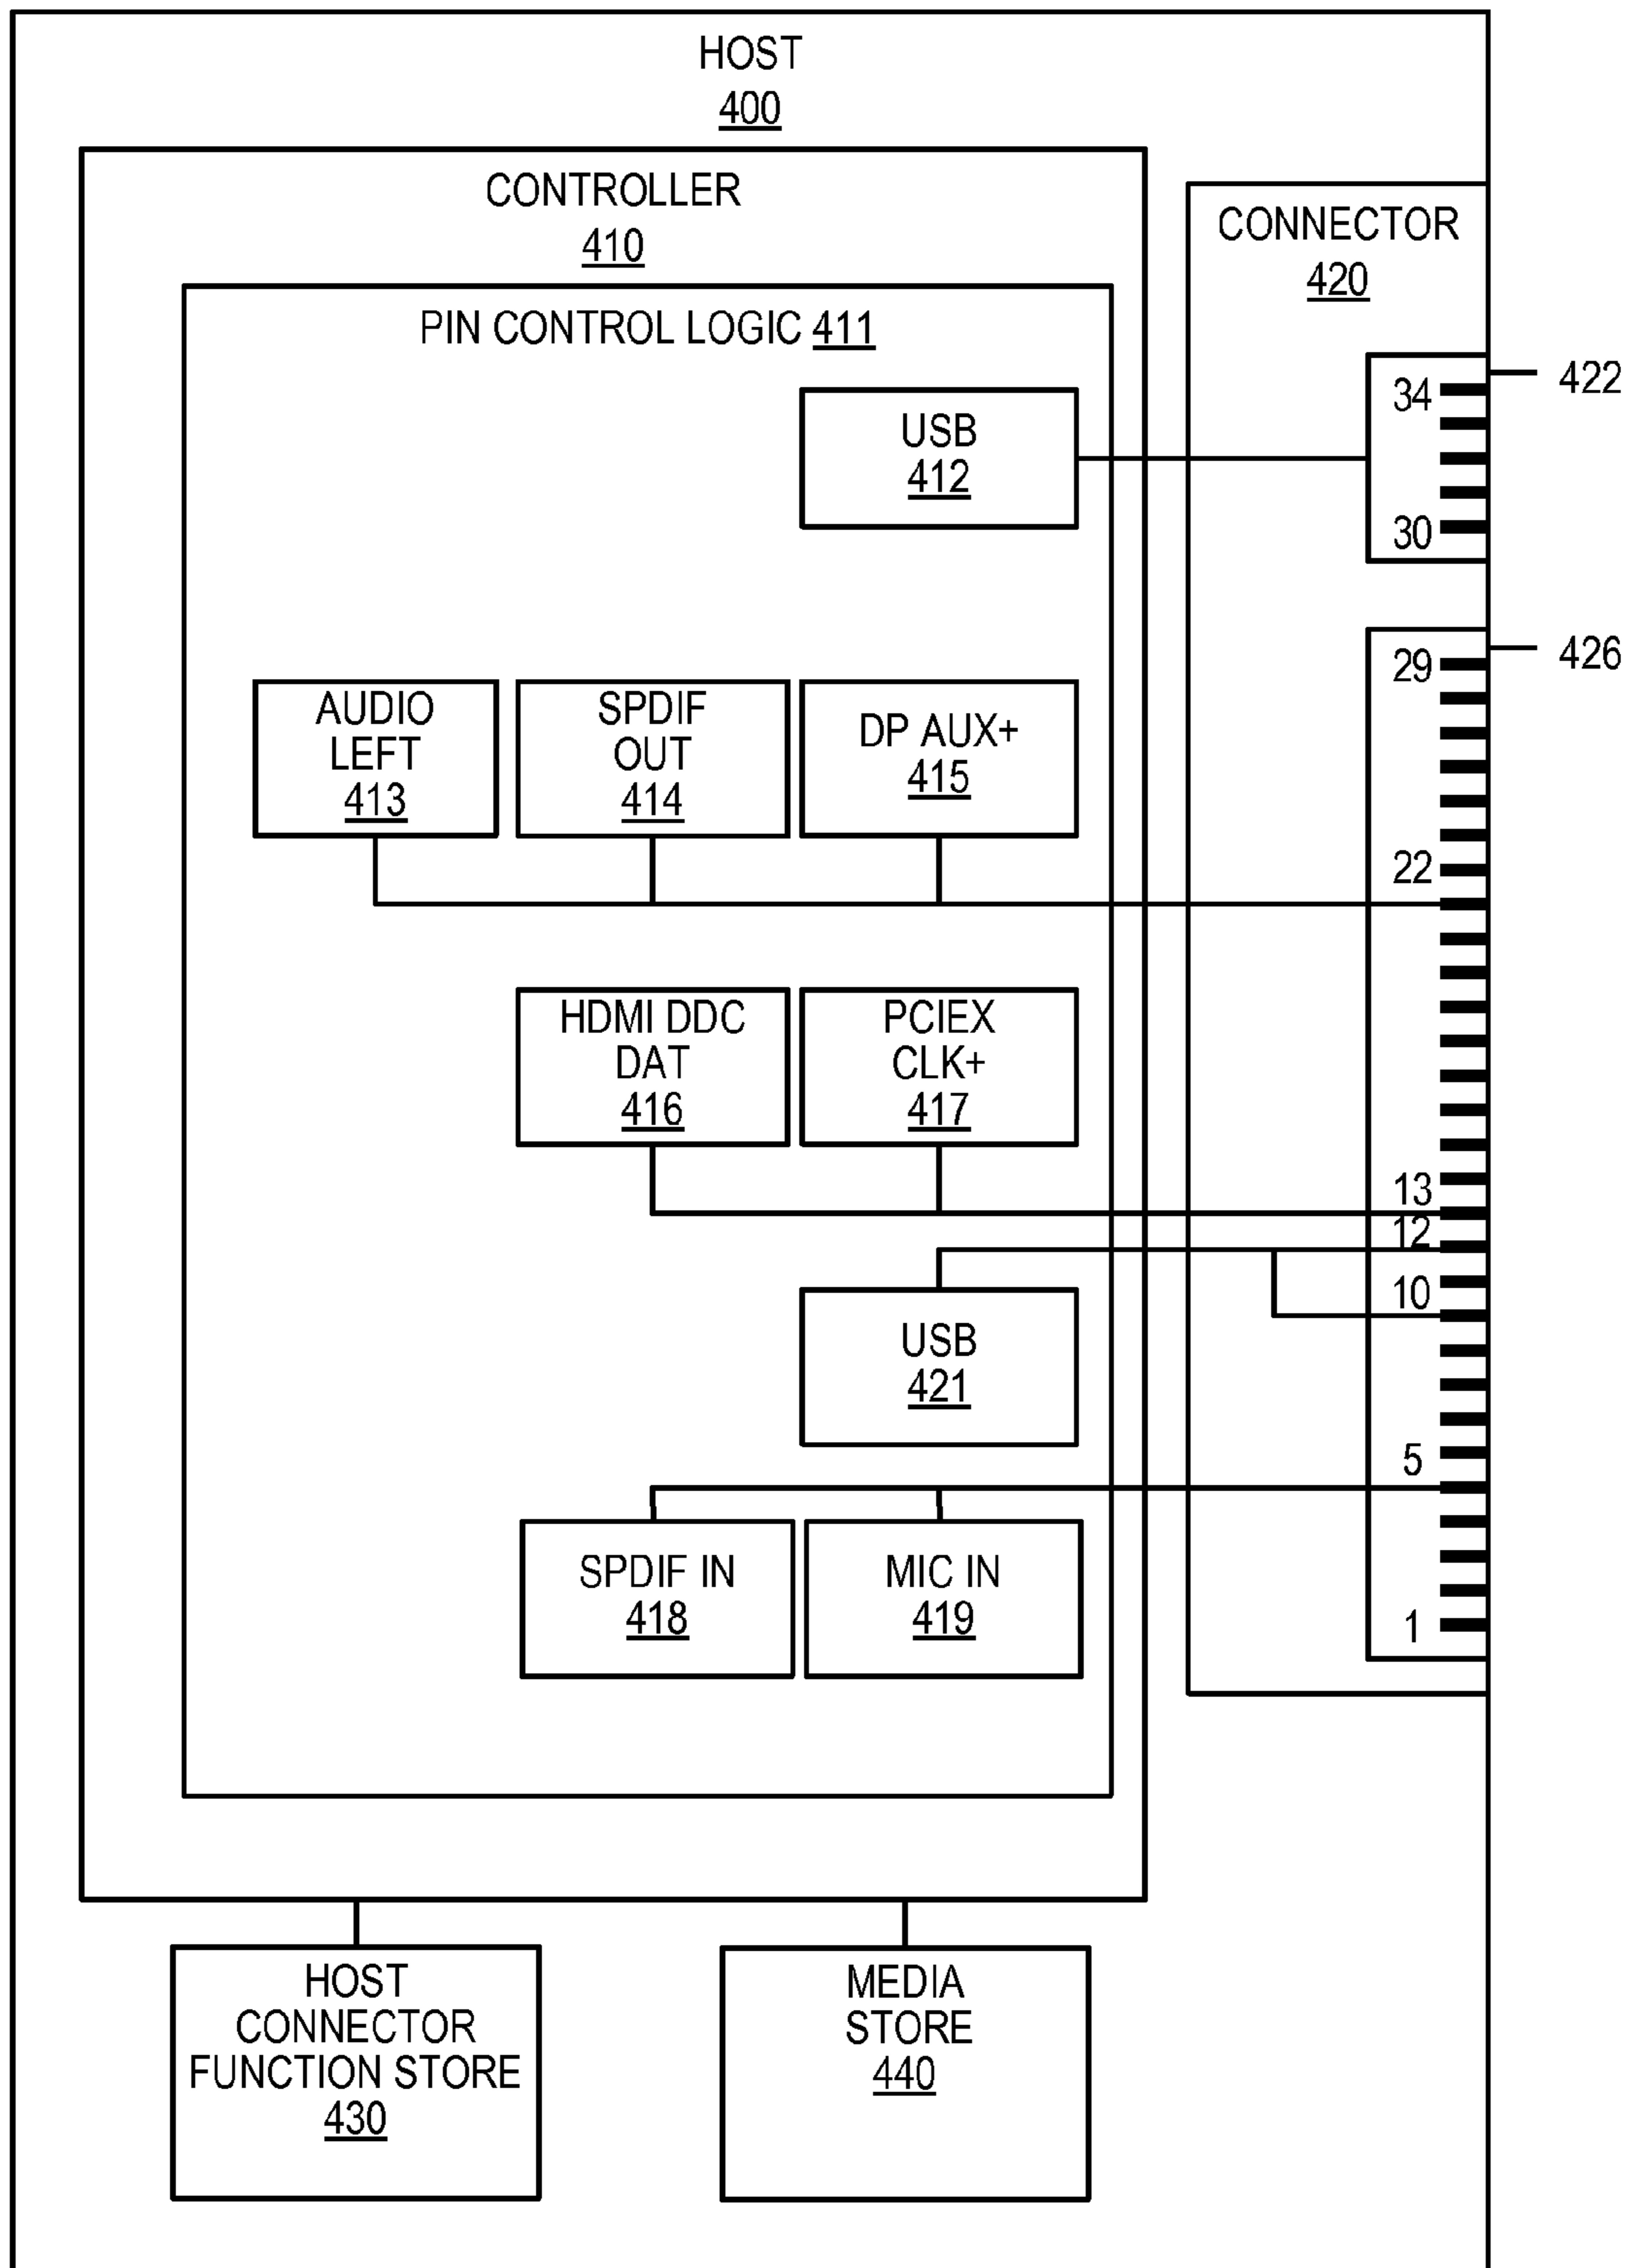 HOST
400
CONTROLLER
410
CONNECTOR
420
PIN CONTROL LOGIC 411
422
34
USB
412
30
426
29
AUDIO
LEFT
413
SPDIF
OUT
414
DP AUX+
415
22
HDMI DDC
DAT
416
PCIEX
CLK+
417
13
12
10
USB
421
5
SPDIF IN
418
MIC IN
419
1
HOST
CONNECTOR
FUNCTION STORE
430
MEDIA
STORE
440